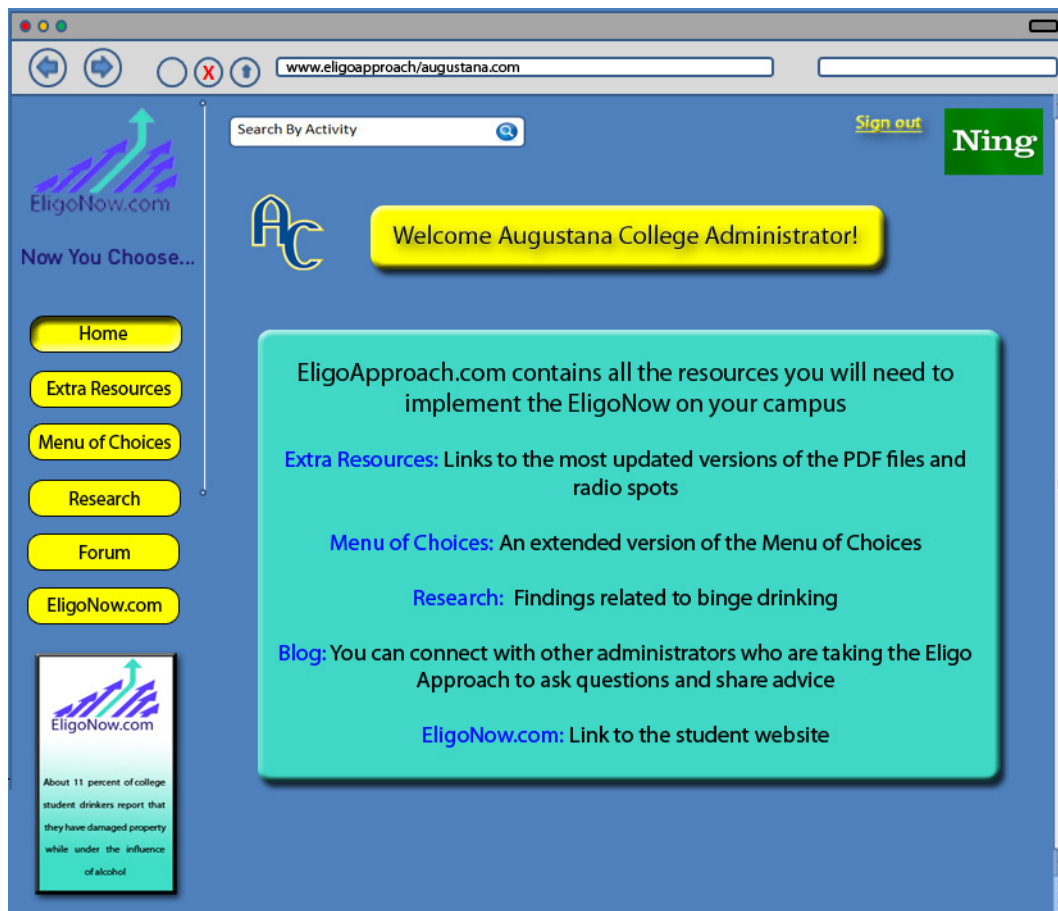 X
www.eligoapproach/augustana.com
EligoNow.com
Now You Choose...
Search By Activity
Sign out
Ning
AC
Welcome Augustana College Administrator!
Home
Extra Resources
Menu of Choices
Research
Forum
EligoNow.com
EligoApproach.com contains all the resources you will need to
implement the EligoNow on your campus
Extra Resources: Links to the most updated versions of the PDF files and
radio spots
Menu of Choices: An extended version of the Menu of Choices
Research: Findings related to binge drinking
Blog: You can connect with other administrators who are taking the Eligo
Approach to ask questions and share advice
EligoNow.com: Link to the student website
EligoNow.com
About 11 percent of college
student drinkers report that
they have damaged property
while under the influence
of alcohol